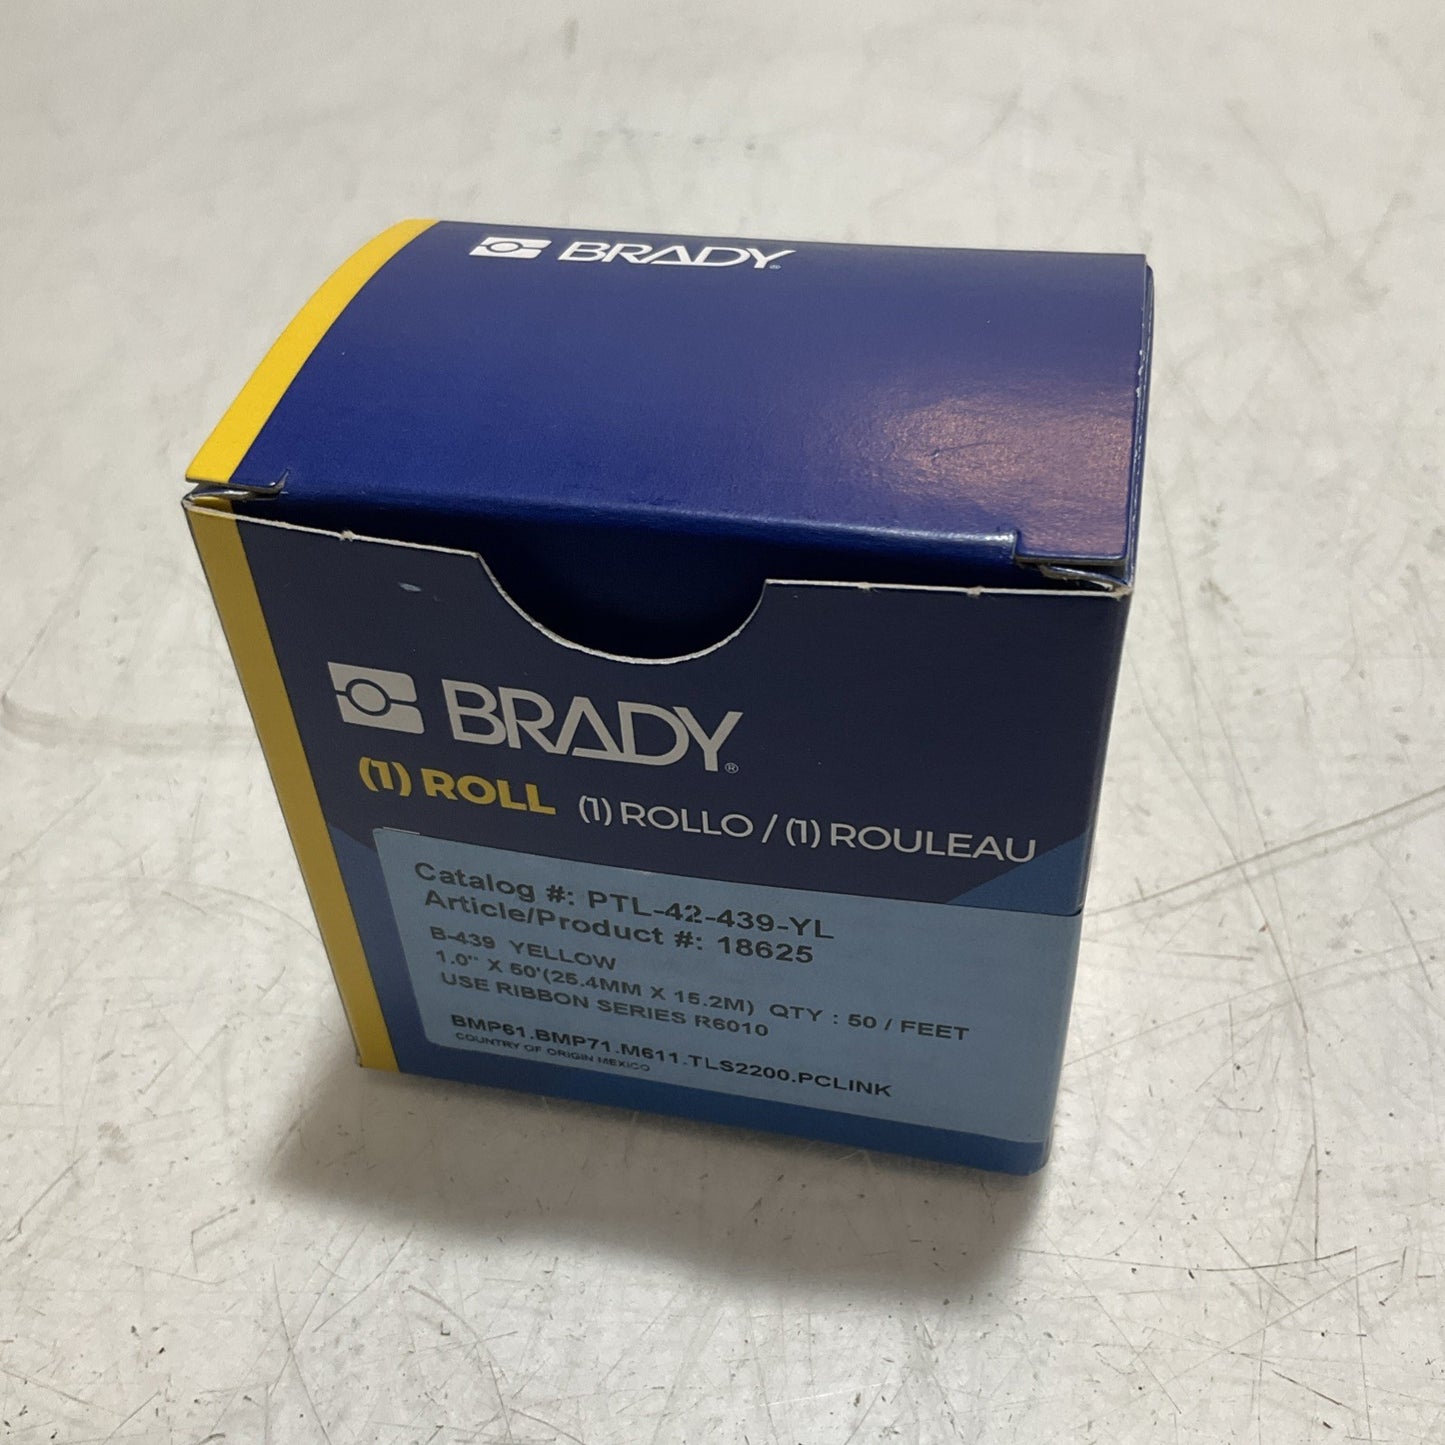 BRADY®
BRADY®
(1) ROLL (1) ROLLO / (1) ROULEAU
Catalog #: PTL-42-439-YL
Article/Product #: 18625
B-439 YELLOW
1.0" X 50'(25.4MM X 15.2M) QTY : 50 / FEET
USE RIBBON SERIES R6010
BMP61.BMP71.M611.TLS2200.PCLINK
COUNTRY OF ORIGIN MEXICO